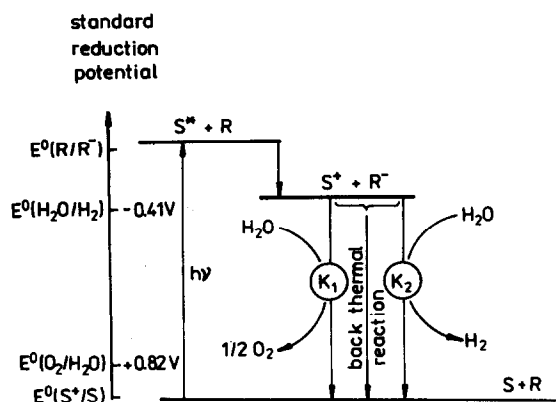 standard
reduction
potential
S* + R
E⁰(R/R⁻)
S⁺ + R⁻
E⁰(H₂O/H₂) -0.41V
H₂O
H₂O
hν
K₁
K₂
back thermal
reaction
1/2 O₂
H₂
E⁰(O₂/H₂O) +0.82V
E⁰(S⁺/S)
S+R